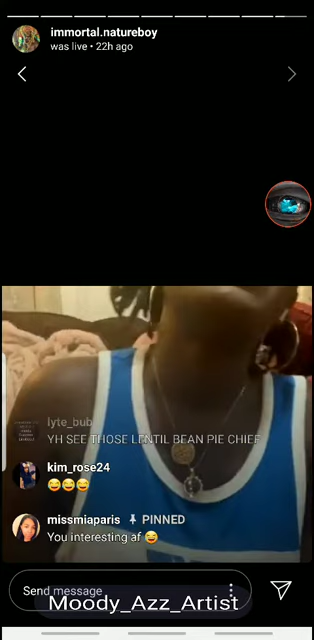 immortal.natureboy
was live • 22h ago
lyte_bub
YH SEE THOSE LENTIL BEAN PIE CHIEF
kim_rose24
😂😂😂
missmiaparis PINNED
You interesting af 😂
Send message
Moody_Azz_Artist